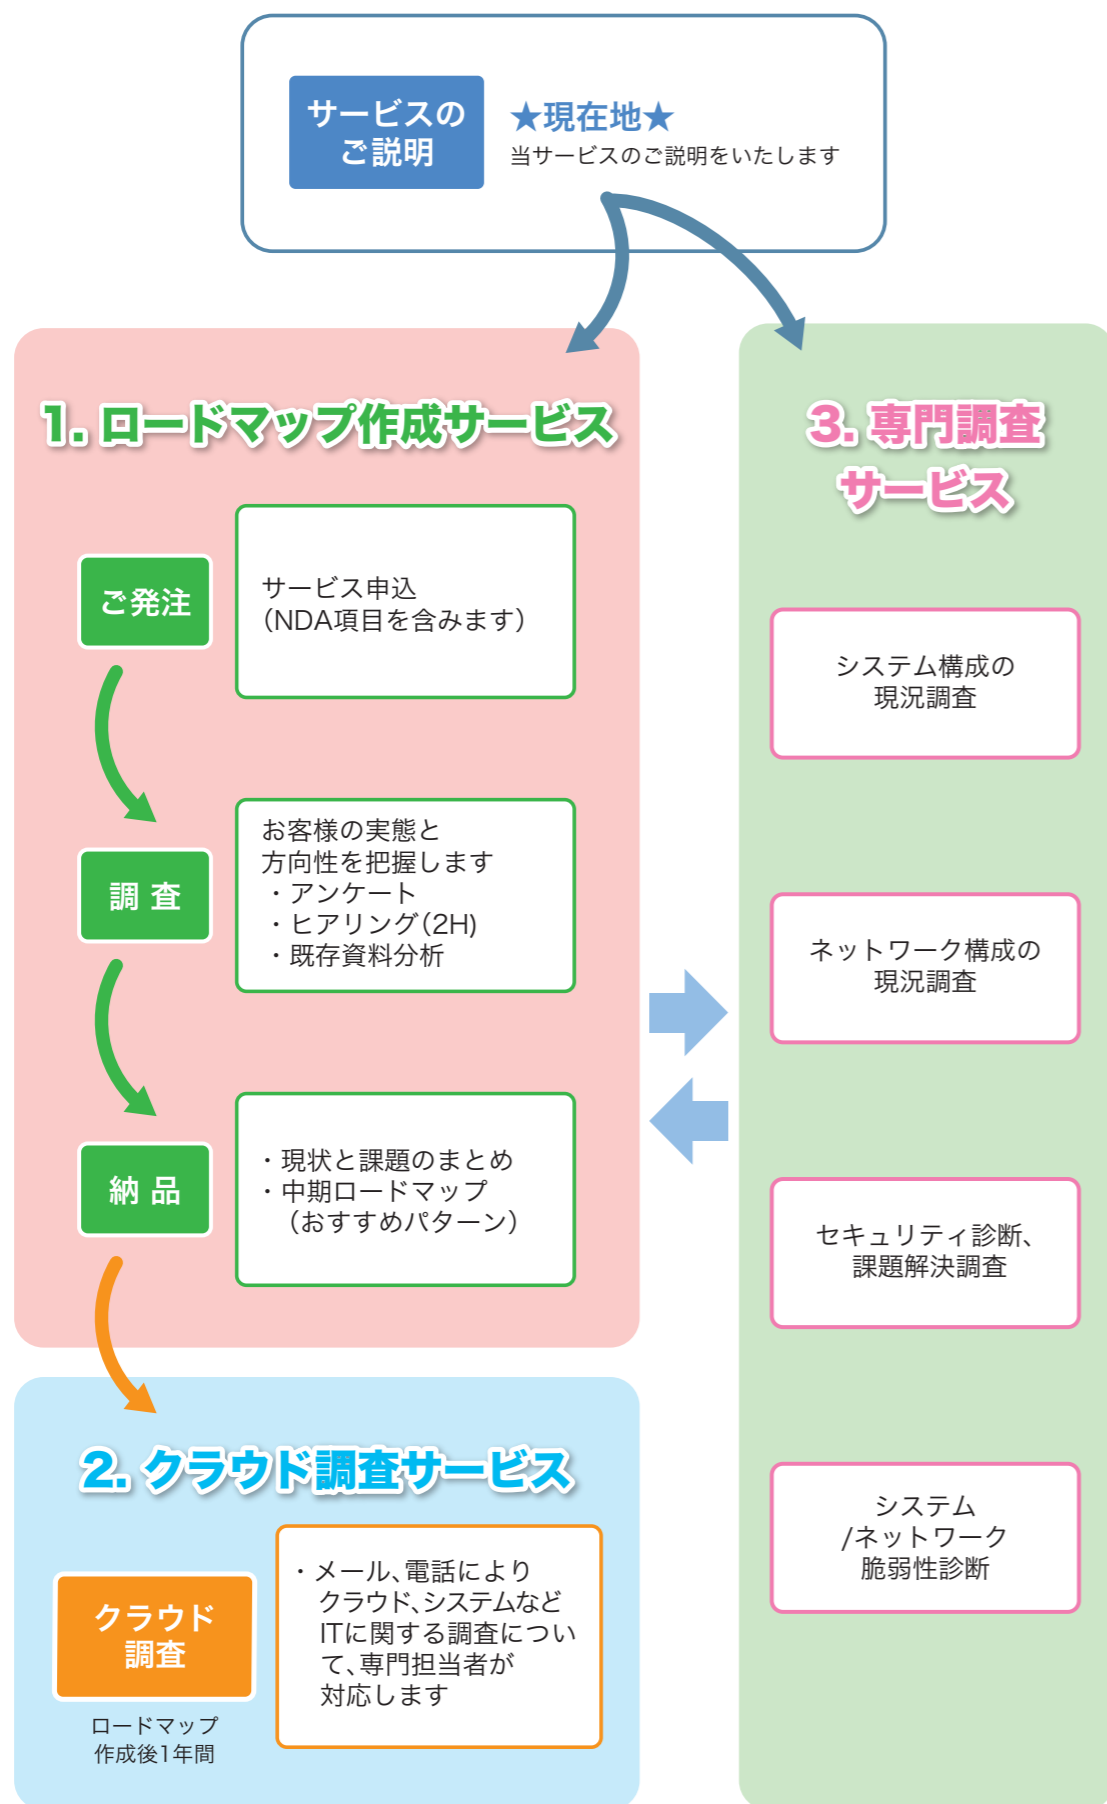 サービスの
ご説明
★現在地★
当サービスのご説明をいたします
1. ロードマップ作成サービス
ご発注
サービス申込
（NDA項目を含みます）
調 査
お客様の実態と
方向性を把握します
・アンケート
・ヒアリング(2H)
・既存資料分析
納 品
・現状と課題のまとめ
・中期ロードマップ
（おすすめパターン）
2. クラウド調査サービス
クラウド
調査
ロードマップ
作成後1年間
・メール、電話により
クラウド、システムなど
ITに関する調査につい
て、専門担当者が
対応します
3. 専門調査
サービス
システム構成の
現況調査
ネットワーク構成の
現況調査
セキュリティ診断、
課題解決調査
システム
/ネットワーク
脆弱性診断